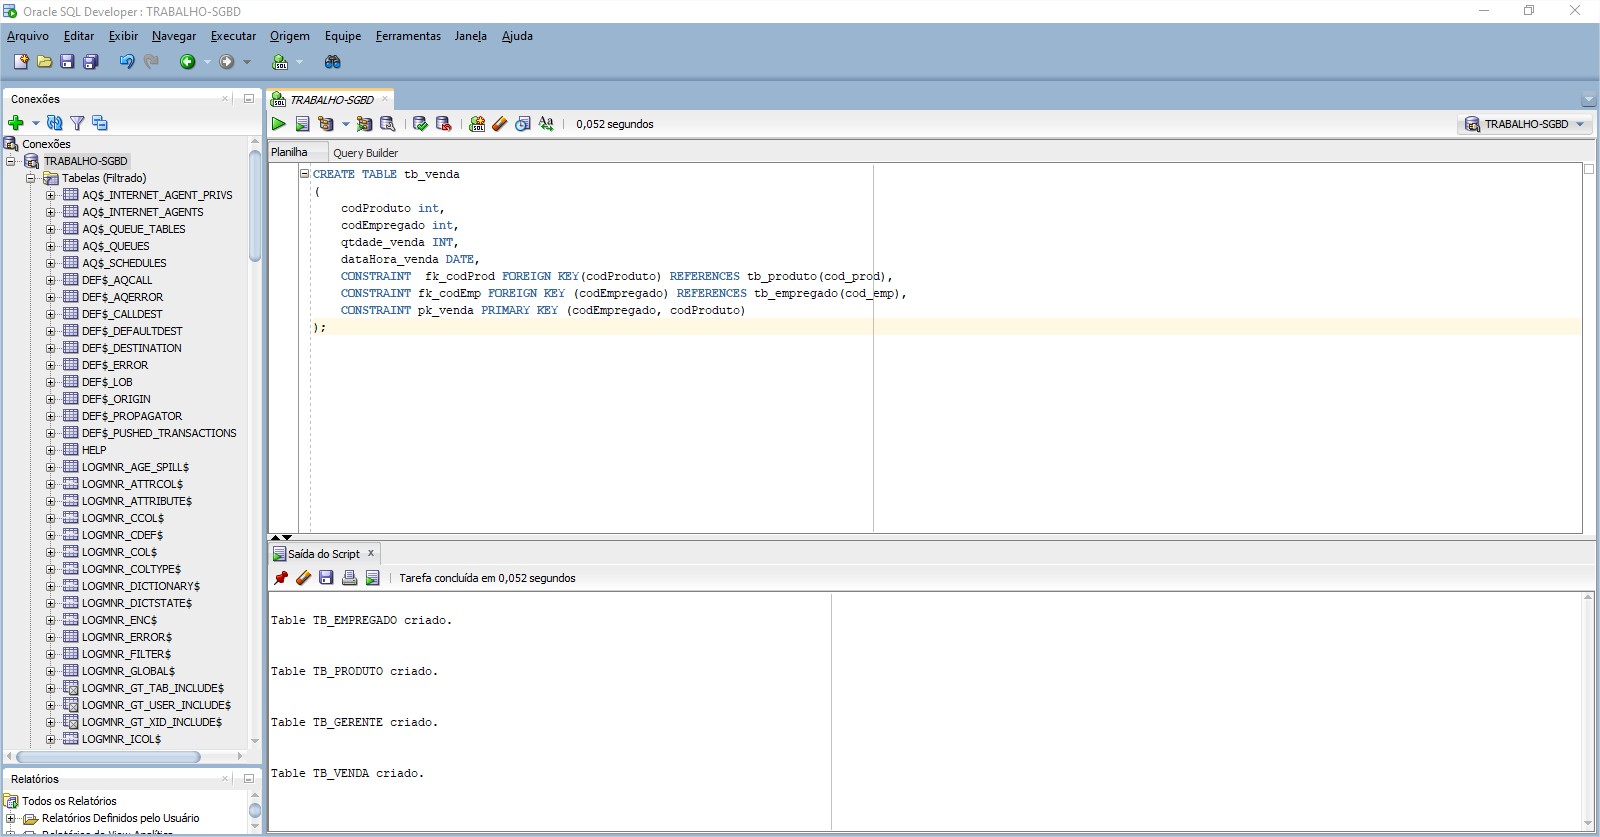 Oracle SQL Developer : TRABALHO-SGBD
Arquivo Editar Exibir Navegar Executar Origem Equipe Ferramentas Janela Ajuda
Conexões
Conexões
TRABALHO-SGBD
Tabelas (Filtrado)
AQ$_INTERNET_AGENT_PRIVS
AQ$_INTERNET_AGENTS
AQ$_QUEUE_TABLES
AQ$_QUEUES
AQ$_SCHEDULES
DEF$_AQCALL
DEF$_AQERROR
DEF$_CALLDEST
DEF$_DEFAULTDEST
DEF$_DESTINATION
DEF$_ERROR
DEF$_LOB
DEF$_ORIGIN
DEF$_PROPAGATOR
DEF$_PUSHED_TRANSACTIONS
HELP
LOGMNR_AGE_SPILL$
LOGMNR_ATTRCOL$
LOGMNR_ATTRIBUTE$
LOGMNR_CCOL$
LOGMNR_CDEF$
LOGMNR_COL$
LOGMNR_COLTYPE$
LOGMNR_DICTIONARY$
LOGMNR_DICTSTATE$
LOGMNR_ENC$
LOGMNR_ERROR$
LOGMNR_FILTER$
LOGMNR_GLOBAL$
LOGMNR_GT_TAB_INCLUDE$
LOGMNR_GT_USER_INCLUDE$
LOGMNR_GT_XID_INCLUDE$
LOGMNR_ICOL$
Relatórios
Todos os Relatórios
Relatórios Definidos pelo Usuário
Relatórios do View Analítica
TRABALHO-SGBD
0,052 segundos
TRABALHO-SGBD
Planilha Query Builder
CREATE TABLE tb_venda
(
codProduto int,
codEmpregado int,
qtdade_venda INT,
dataHora_venda DATE,
CONSTRAINT  fk_codProd FOREIGN KEY(codProduto) REFERENCES tb_produto(cod_prod),
CONSTRAINT fk_codEmp FOREIGN KEY (codEmpregado) REFERENCES tb_empregado(cod_emp),
CONSTRAINT pk_venda PRIMARY KEY (codEmpregado, codProduto)
);
Saída do Script x
Tarefa concluída em 0,052 segundos
Table TB_EMPREGADO criado.
Table TB_PRODUTO criado.
Table TB_GERENTE criado.
Table TB_VENDA criado.